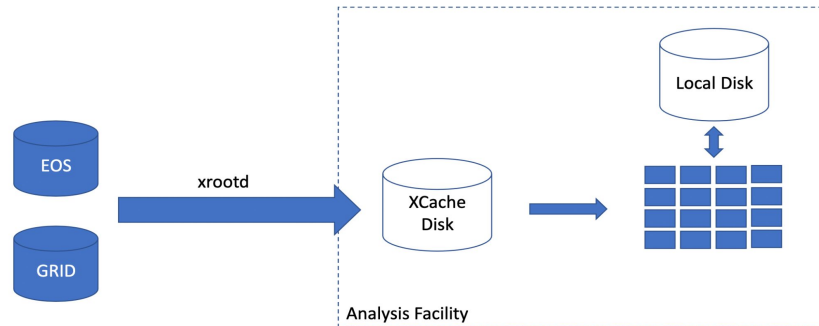 Local Disk
EOS
xrootd
XCache
Disk
GRID
Analysis Facility